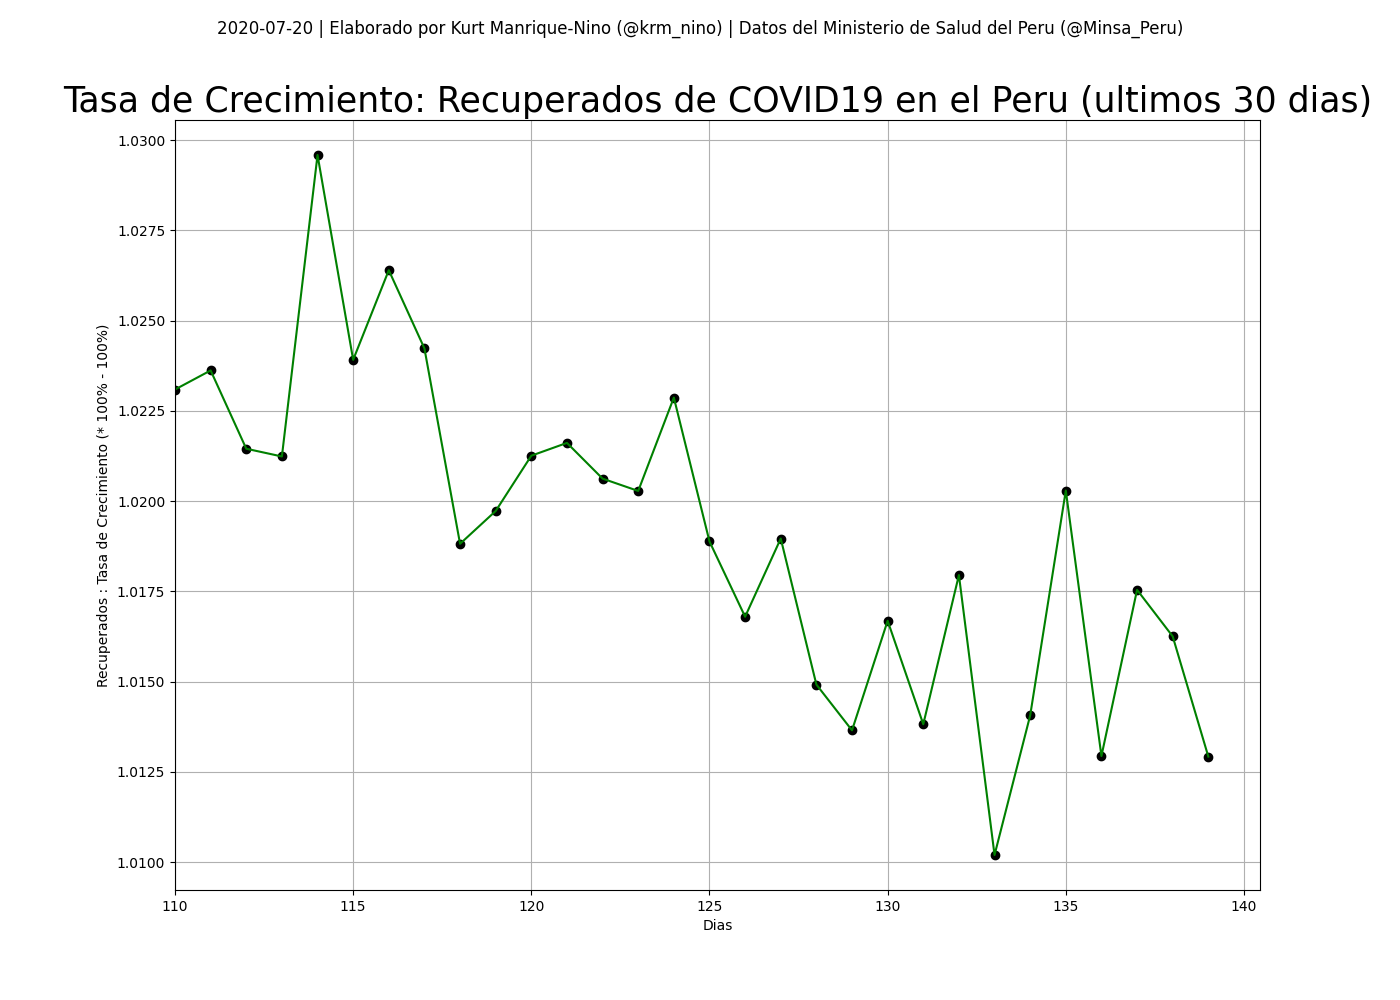 2020-07-20 | Elaborado por Kurt Manrique-Nino (@krm_nino) | Datos del Ministerio de Salud del Peru (@Minsa_Peru)
Tasa de Crecimiento: Recuperados de COVID19 en el Peru (ultimos 30 dias)
Recuperados : Tasa de Crecimiento (* 100% - 100%)
1.0300
1.0275
1.0250
1.0225
1.0200
1.0175
1.0150
1.0125
1.0100
110 115 120 125 130 135 140
Dias